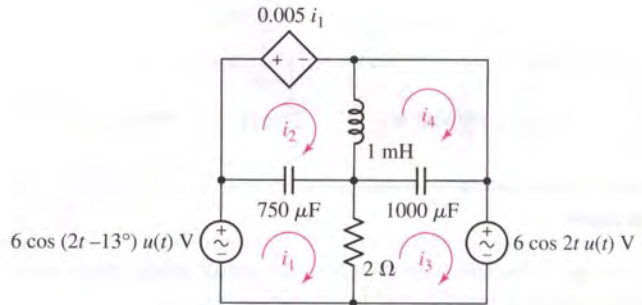 0.005 i₁
+ −
i₂
i₄
1 mH
750 μF
1000 μF
6 cos (2t −13°) u(t) V
+
−
i₁
2 Ω
i₃
+
−
6 cos 2t u(t) V